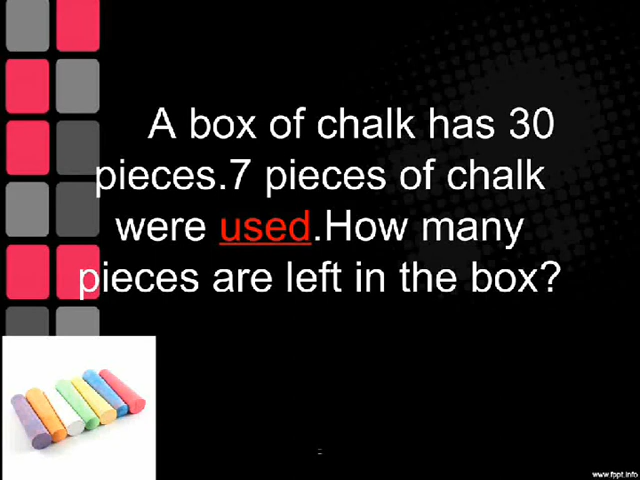 A box of chalk has 30
pieces.7 pieces of chalk
were used.How many
pieces are left in the box?
www.fppt.info